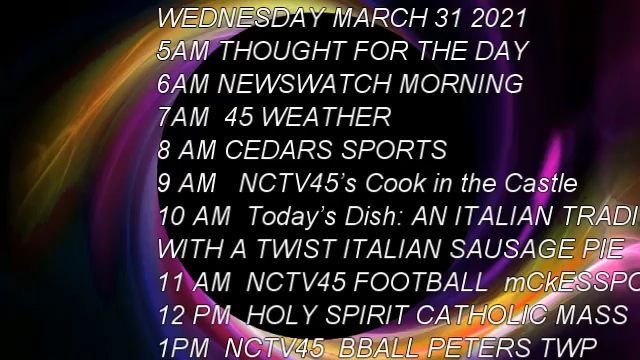 WEDNESDAY MARCH 31 2021
5AM THOUGHT FOR THE DAY
6AM NEWSWATCH MORNING
7AM 45 WEATHER
8 AM CEDARS SPORTS
9 AM NCTV45’s Cook in the Castle
10 AM Today’s Dish: AN ITALIAN TRADI
WITH A TWIST ITALIAN SAUSAGE PIE
11 AM NCTV45 FOOTBALL mCkESSPO
12 PM HOLY SPIRIT CATHOLIC MASS
1PM NCTV45 BBALL PETERS TWP